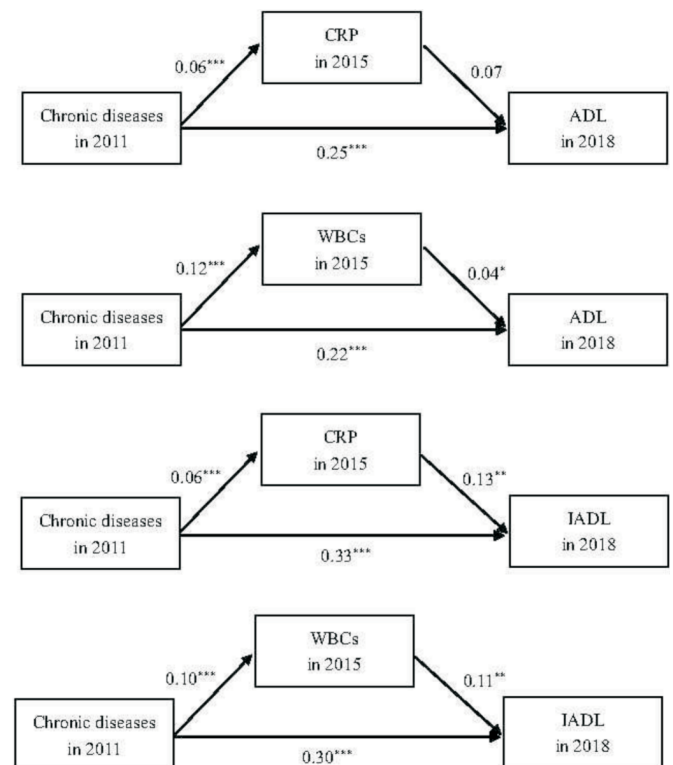 CRP
in 2015
0.06***
0.07
Chronic diseases
in 2011
ADL
in 2018
0.25***
WBCs
in 2015
0.12***
0.04*
Chronic diseases
in 2011
ADL
in 2018
0.22***
CRP
in 2015
0.06***
0.13**
Chronic diseases
in 2011
IADL
in 2018
0.33***
WBCs
in 2015
0.10***
0.11**
Chronic diseases
in 2011
IADL
in 2018
0.30***